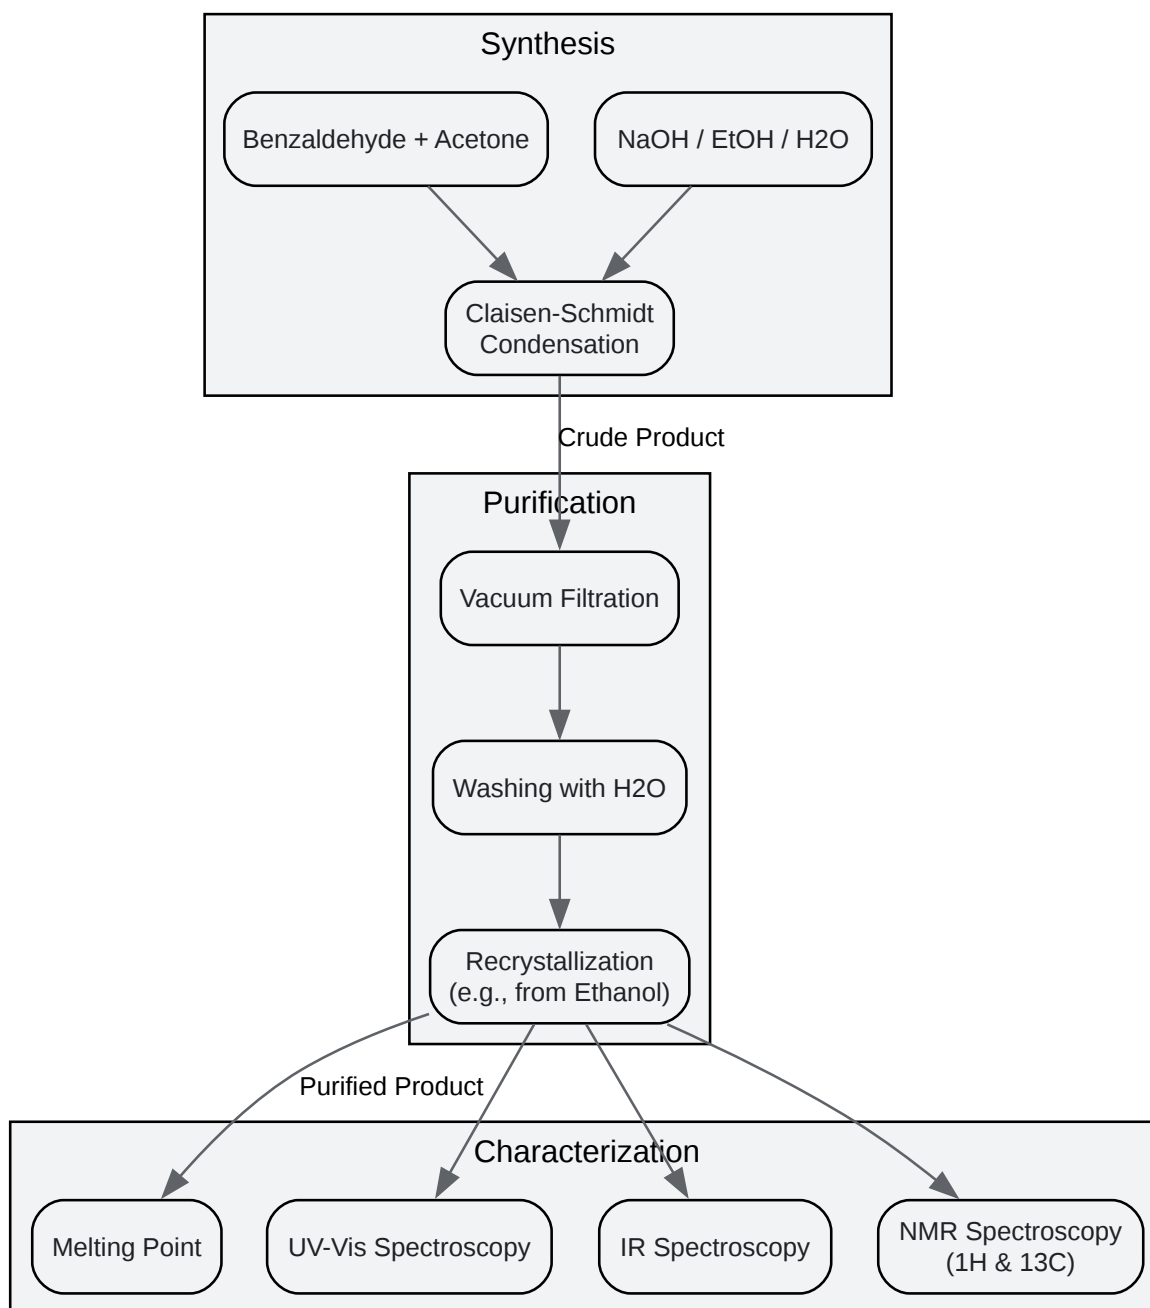 Synthesis
Benzaldehyde + Acetone
NaOH / EtOH / H2O
Claisen-Schmidt
Condensation
Crude Product
Purification
Vacuum Filtration
Washing with H2O
Recrystallization
(e.g., from Ethanol)
Purified Product
Characterization
Melting Point
UV-Vis Spectroscopy
IR Spectroscopy
NMR Spectroscopy
(1H & 13C)